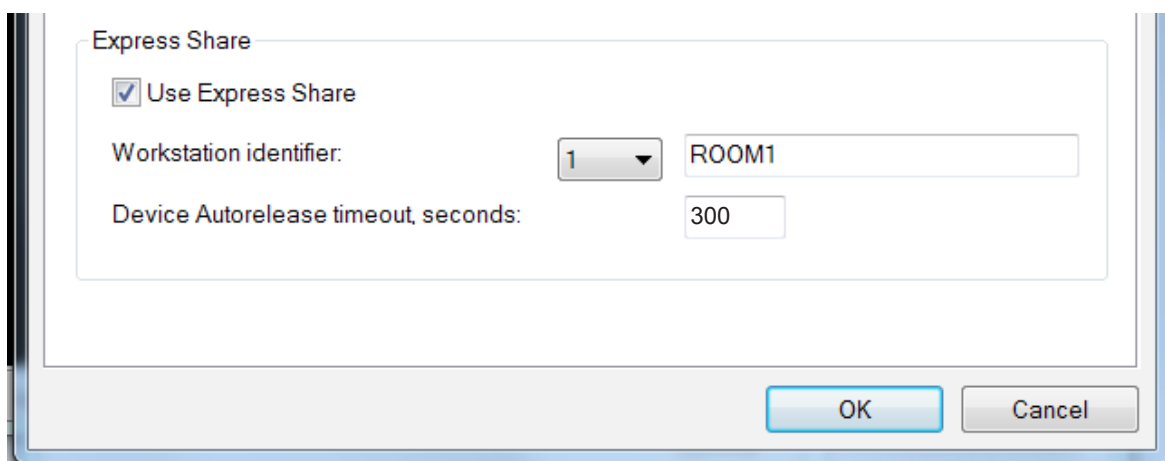 Express Share
Use Express Share
Workstation identifier: 1 ROOM1
Device Autorelease timeout, seconds: 300
OK Cancel